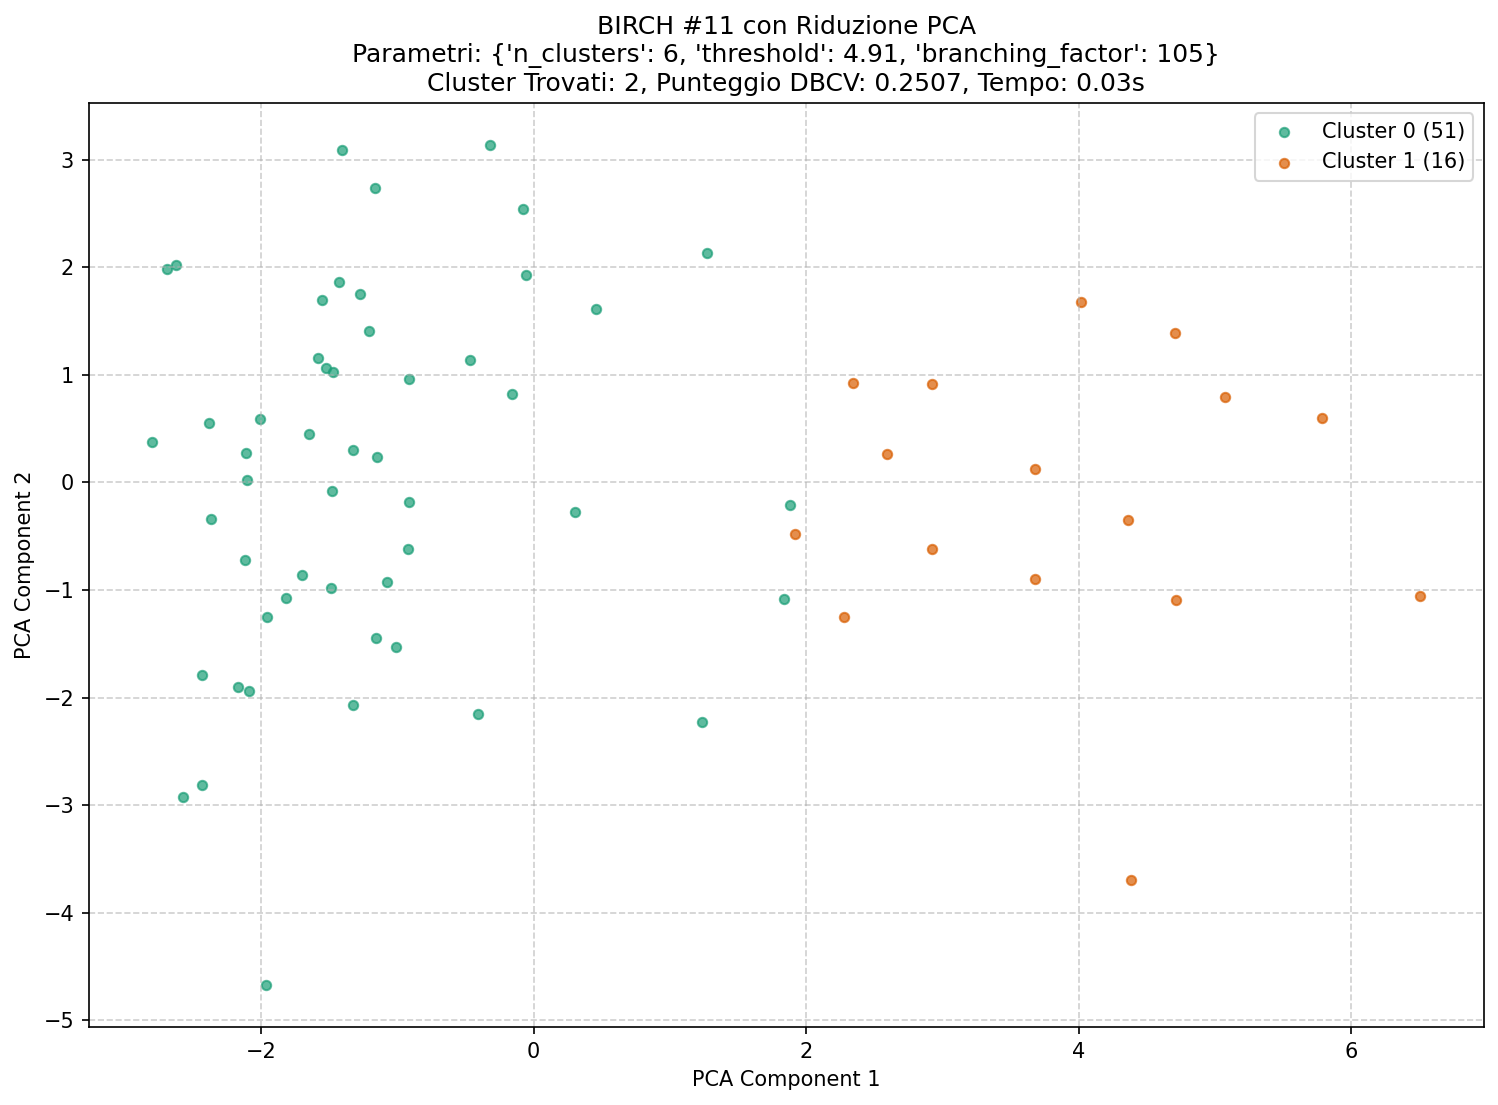 BIRCH #11 con Riduzione PCA
Parametri: {'n_clusters': 6, 'threshold': 4.91, 'branching_factor': 105}
Cluster Trovati: 2, Punteggio DBCV: 0.2507, Tempo: 0.03s
Cluster 0 (51)
Cluster 1 (16)
PCA Component 2
3
2
1
0
−1
−2
−3
−4
−5
−2
0
2
4
6
PCA Component 1